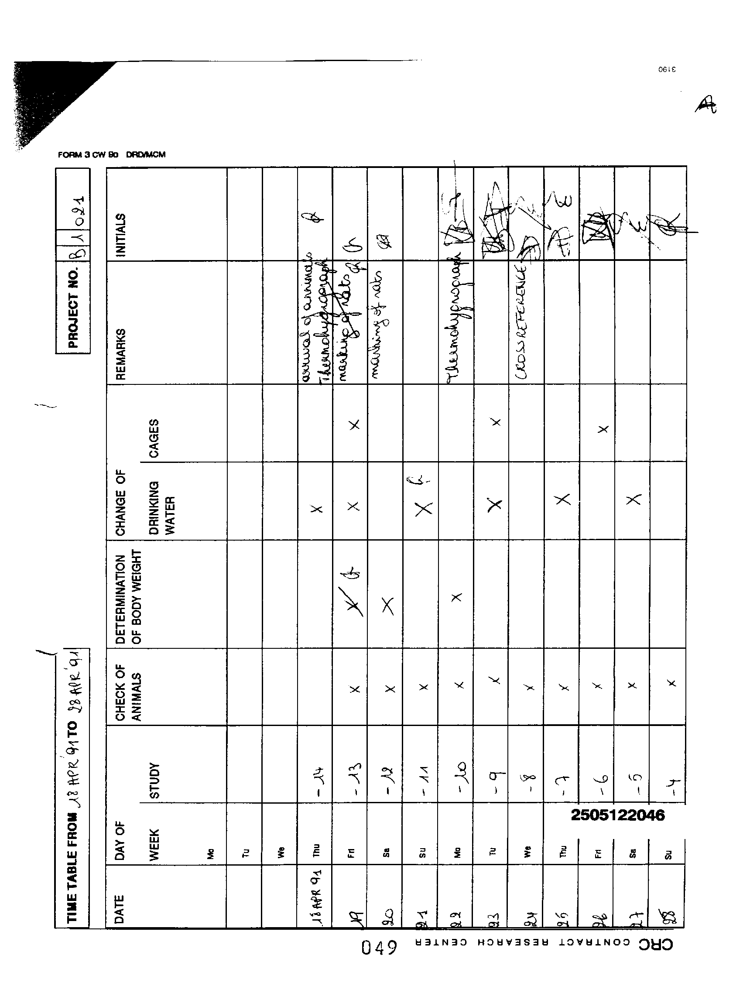 3190
A
FORM 3 CW 90 DRD/MCM
TIME TABLE FROM 18 APR '91 TO 28 APR '91 PROJECT NO. B1021
DATE DAY OF CHECK OF DETERMINATION CHANGE OF REMARKS INITIALS
WEEK STUDY ANIMALS OF BODY WEIGHT DRINKING WATER CAGES
Mo
Tu
We
18 APR 91 Thu -14 X arrival of animals
Thermohygrograph
19 Fri -13 X X X X marking of rats
20 Sa -12 X X marking of rats
21 Su -11 X X
22 Mo -10 X X Thermohygrograph
23 Tu -9 X X X
24 We -8 X CROSS REFERENCE
25 Thu -7 X X
26 Fri -6 X X
27 Sa -5 X X
28 Su -4 X
2505122046
049
CRC CONTRACT RESEARCH CENTER